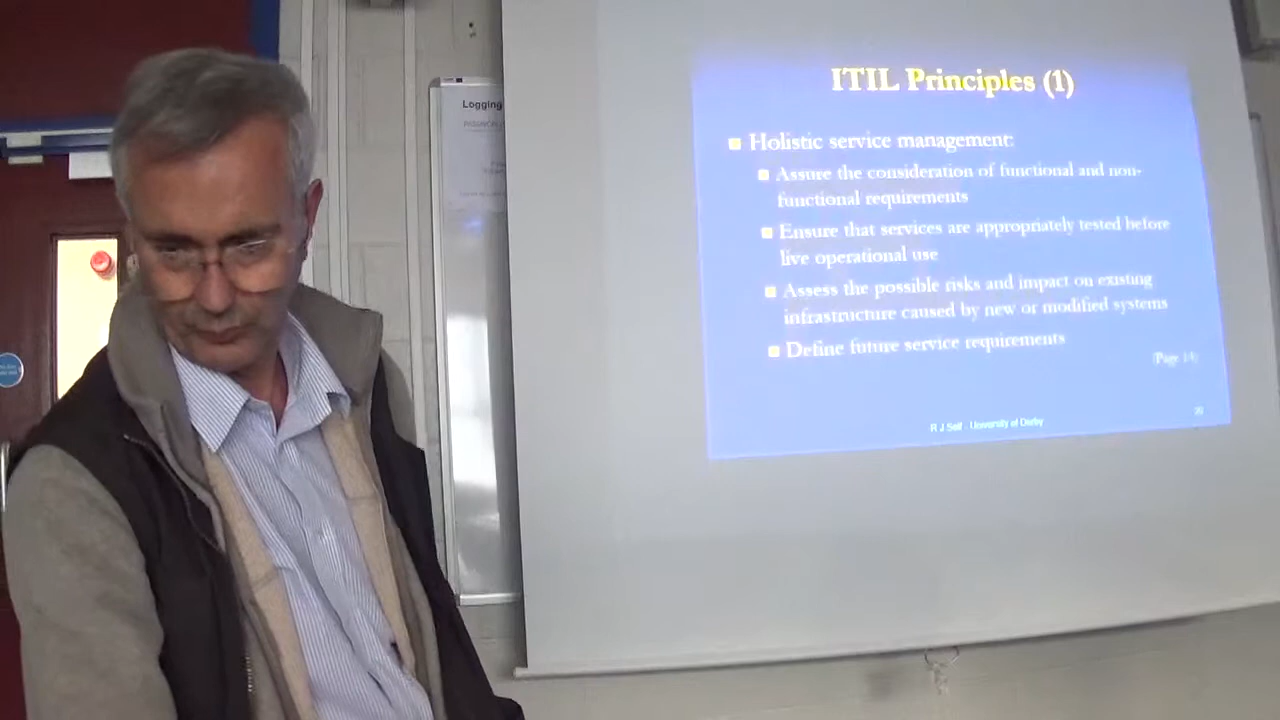 Logging
ITIL Principles (1)
Holistic service management:
Assure the consideration of functional and non-
functional requirements
Ensure that services are appropriately tested before
live operational use
Assess the possible risks and impact on existing
infrastructure caused by new or modified systems
Define future service requirements
(Page 14)
R J Self - University of Derby